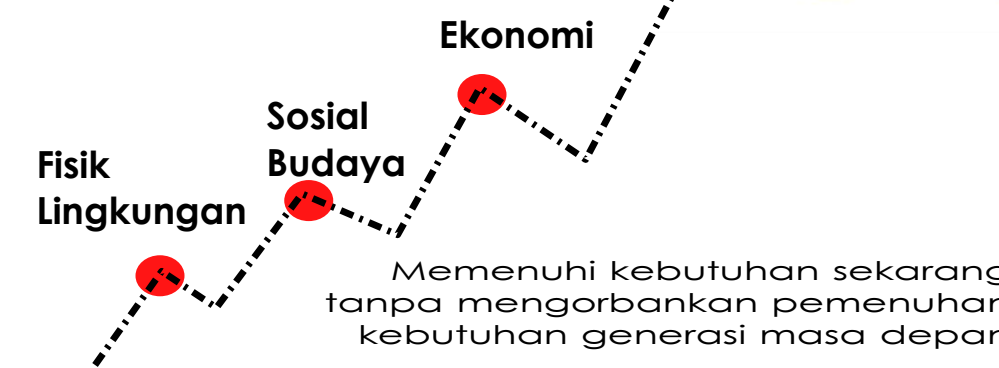 Ekonomi
Sosial
Budaya
Fisik
Lingkungan
Memenuhi kebutuhan sekarang
tanpa mengorbankan pemenuhan
kebutuhan generasi masa depan